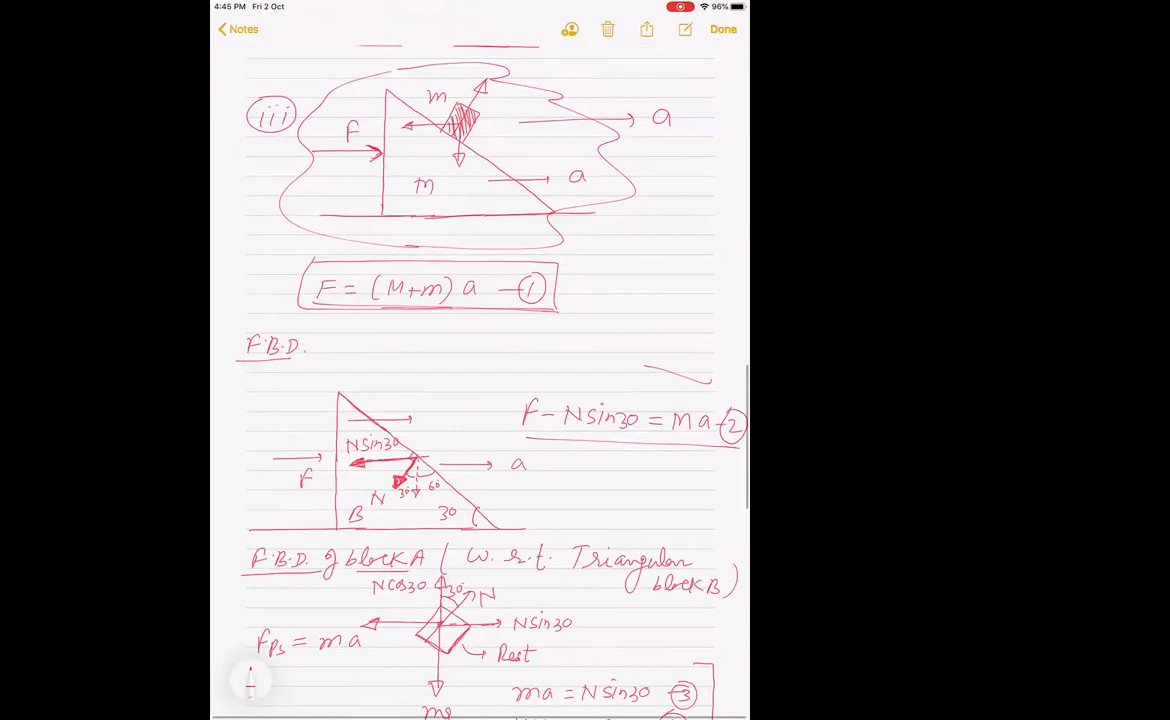 4:45 PM Fri 2 Oct
96%
Notes
Done
iii
m
F
a
m
a
F = (M+m) a —1
F.B.D.
F - N sin30 = Ma -2
N sin30
F
a
N
30 60
B
30
F.B.D. of block A ( w.r.t. Triangular block B )
N cos30
30
N
N sin30
Fps = ma
Rest
ma = N sin30 -3